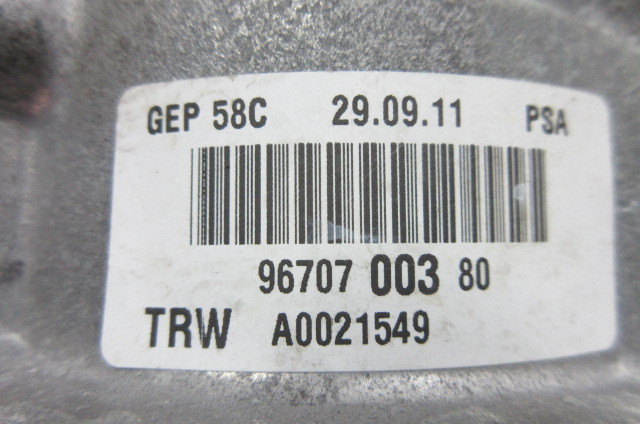 GEP 58C 29.09.11 PSA
96707 003 80
TRW A0021549